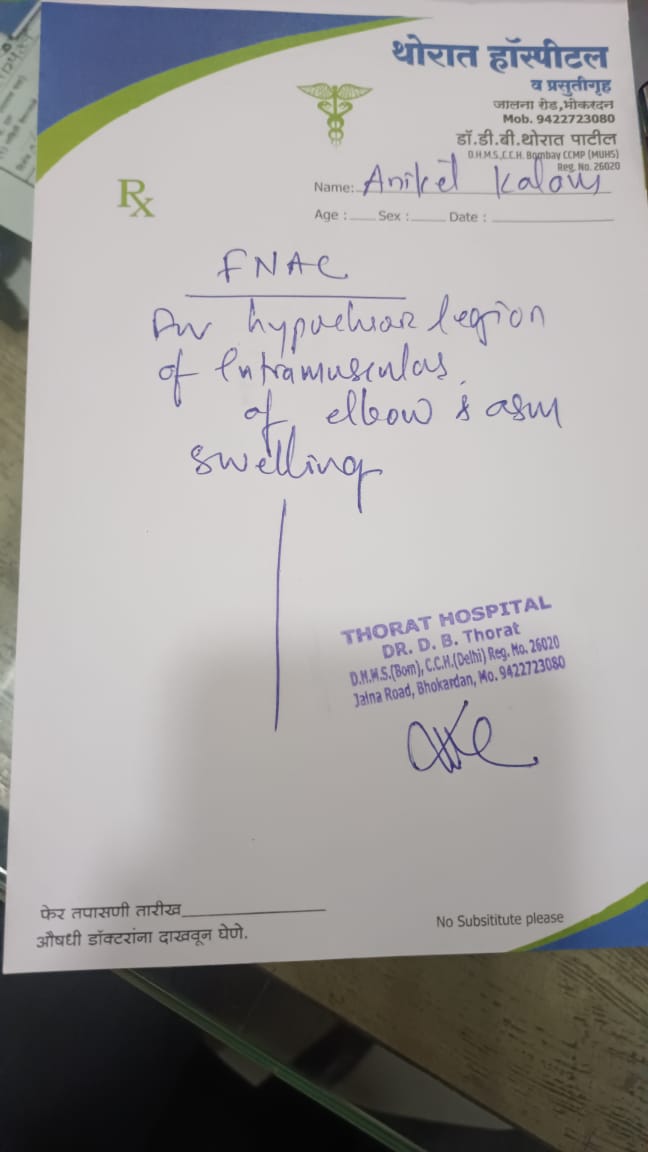 थोरात हॉस्पीटल
व प्रसुतीगृह
जालना रोड,भोकरदन
Mob. 9422723080
डॉ.डी.बी.थोरात पाटील
D.H.M.S,C.C.H. Bombay CCMP (MUHS)
Reg. No. 26020
Rx
Name: Aniket
Age : Sex : Date :
FNAC
legion
of Intramuscular
of elbow & arm
swelling
THORAT HOSPITAL
DR. D. B. Thorat
D.H.M.S.(Bom), C.C.H.(Delhi) Reg. No. 26020
Jalna Road, Bhokardan, Mo. 9422723080
फेर तपासणी तारीख
औषधी डॉक्टरांना दाखवून घेणे.
No Subsititute please